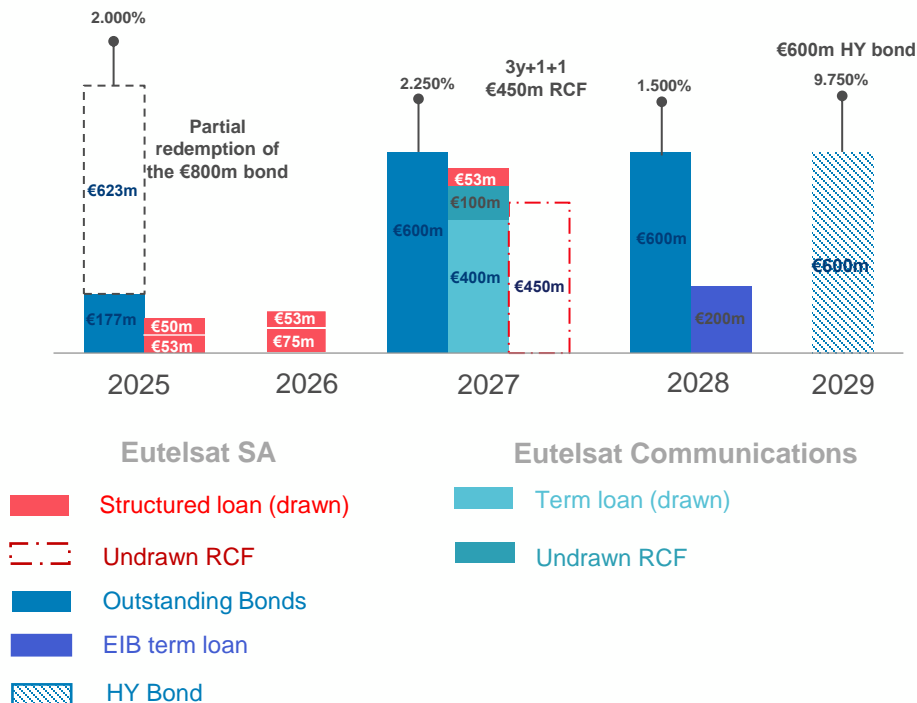 2.000%
Partial
redemption of
the €800m bond
€623m
€177m
€50m
€53m
€53m
€75m
2.250%
3y+1+1
€450m RCF
€600m
€53m
€100m
€400m
€450m
1.500%
€600m
€200m
€600m HY bond
9.750%
€600m
2025
2026
2027
2028
2029
Eutelsat SA
Structured loan (drawn)
Undrawn RCF
Outstanding Bonds
EIB term loan
HY Bond
Eutelsat Communications
Term loan (drawn)
Undrawn RCF